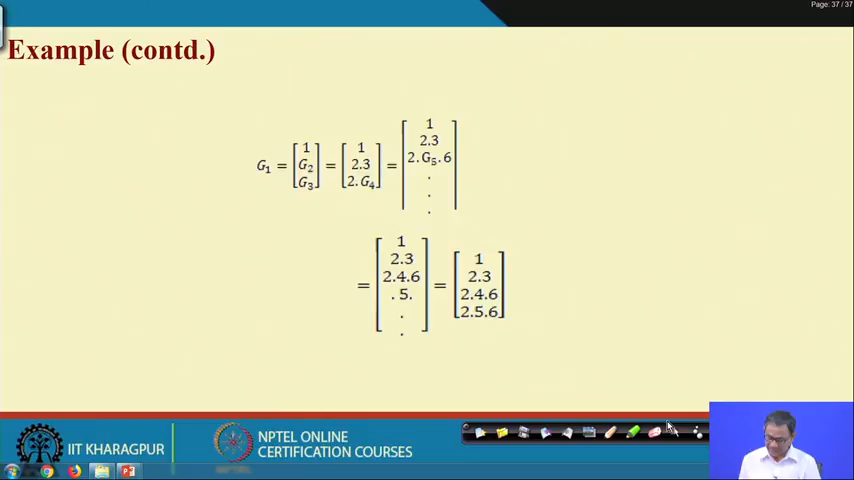 Page: 37 / 37
Example (contd.)
G₁ = [1 G₂ G₃] = [1 2.3 2.G₄] = [1 2.3 2.G₅.6 . . .]
= [1 2.3 2.4.6 . 5. . .] = [1 2.3 2.4.6 2.5.6]
IIT KHARAGPUR
NPTEL ONLINE
CERTIFICATION COURSES